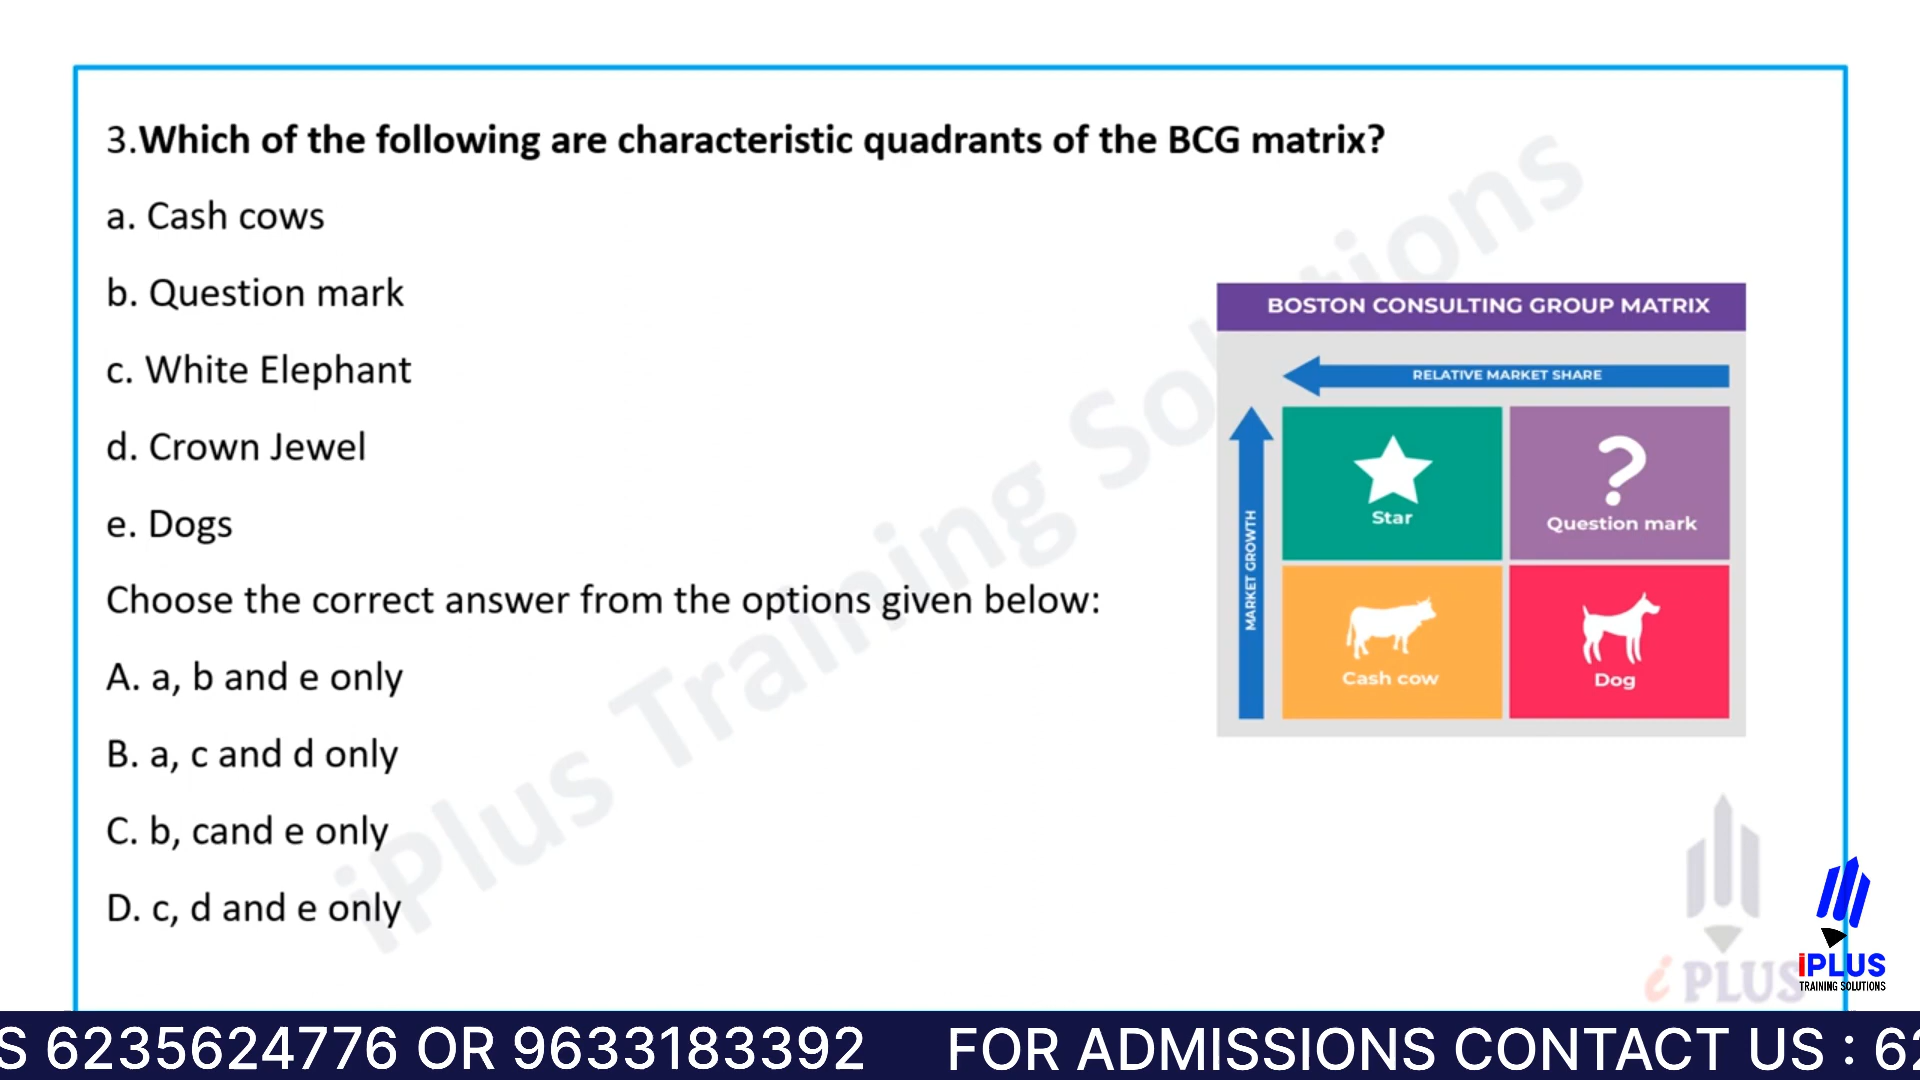 3.Which of the following are characteristic quadrants of the BCG matrix?
a. Cash cows
b. Question mark
c. White Elephant
d. Crown Jewel
e. Dogs
Choose the correct answer from the options given below:
A. a, b and e only
B. a, c and d only
C. b, cand e only
D. c, d and e only
BOSTON CONSULTING GROUP MATRIX
RELATIVE MARKET SHARE
MARKET GROWTH
Star
?
Question mark
Cash cow
Dog
iPlus Training Solutions
i PLUS
iPLUS
TRAINING SOLUTIONS
S 6235624776 OR 9633183392 FOR ADMISSIONS CONTACT US : 62